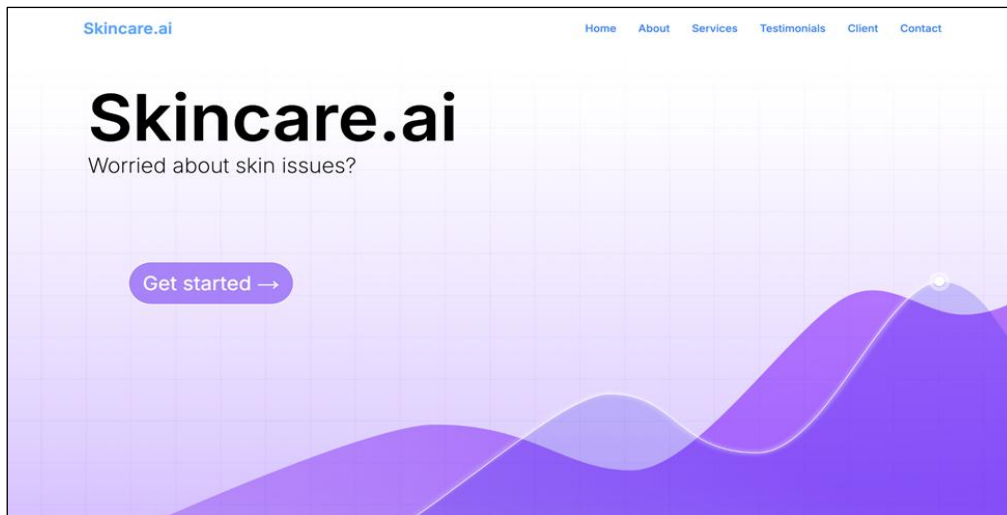 Skincare.ai
Home About Services Testimonials Client Contact
Skincare.ai
Worried about skin issues?
Get started →